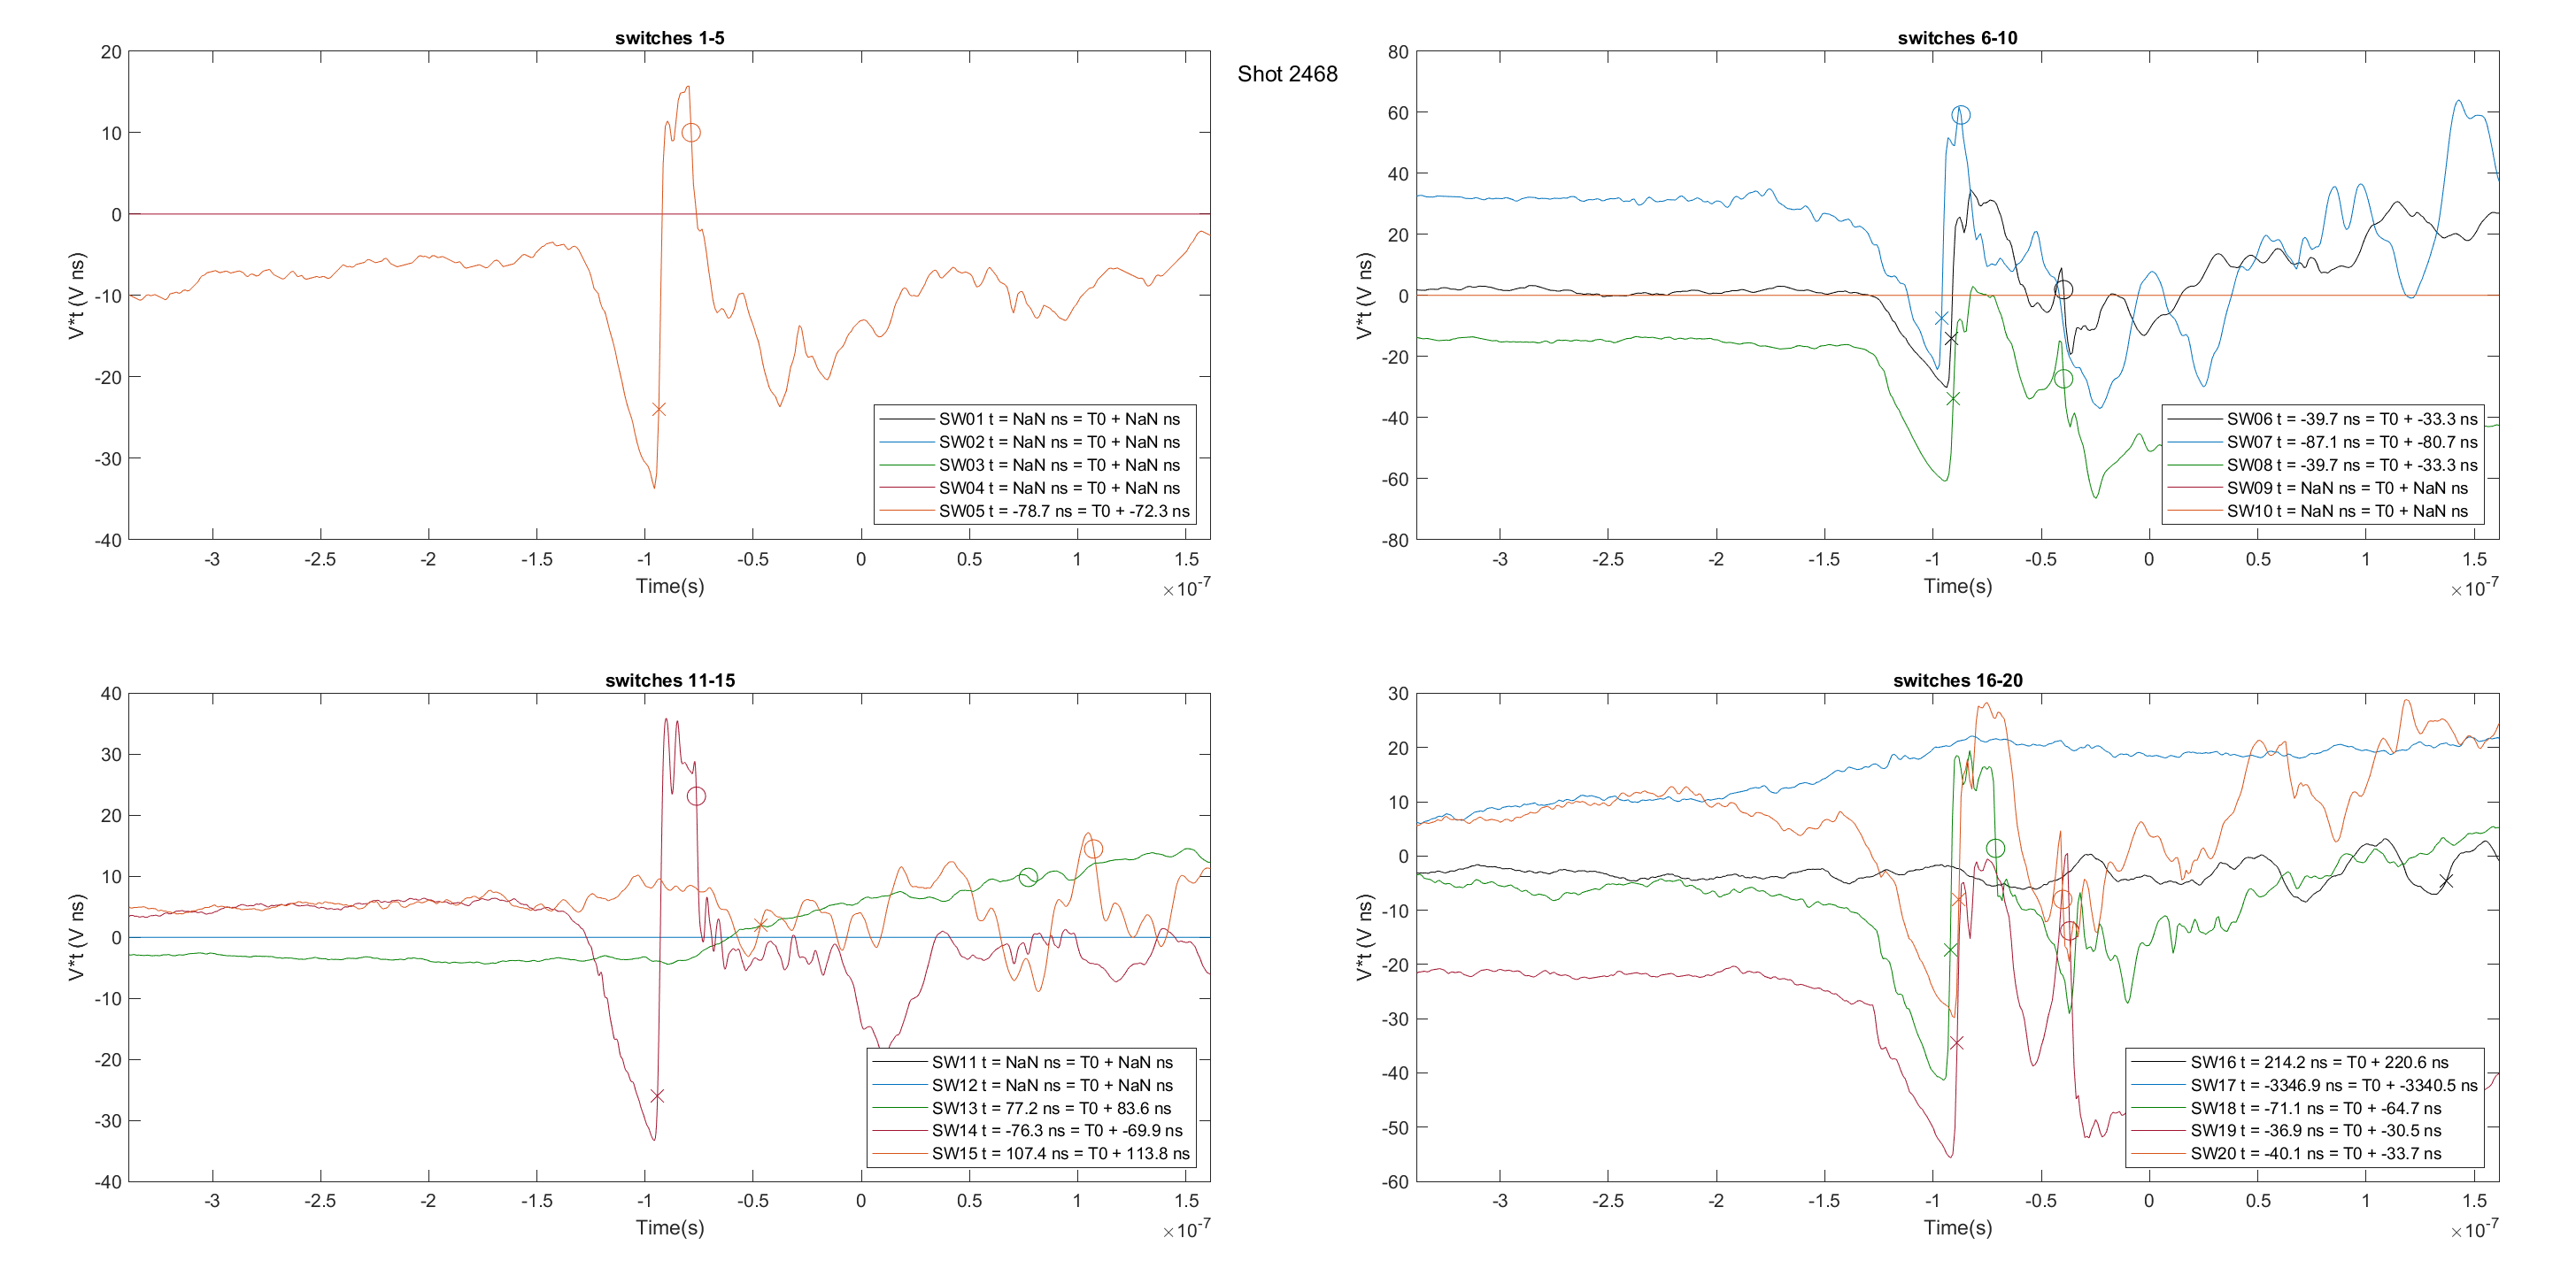 Shot 2468
switches 1-5
V*t (V ns)
20
10
0
-10
-20
-30
-40
-3
-2.5
-2
-1.5
-1
-0.5
0
0.5
1
1.5
Time(s)
×10-7
SW01 t = NaN ns = T0 + NaN ns
SW02 t = NaN ns = T0 + NaN ns
SW03 t = NaN ns = T0 + NaN ns
SW04 t = NaN ns = T0 + NaN ns
SW05 t = -78.7 ns = T0 + -72.3 ns
switches 6-10
V*t (V ns)
80
60
40
20
0
-20
-40
-60
-80
-3
-2.5
-2
-1.5
-1
-0.5
0
0.5
1
1.5
Time(s)
×10-7
SW06 t = -39.7 ns = T0 + -33.3 ns
SW07 t = -87.1 ns = T0 + -80.7 ns
SW08 t = -39.7 ns = T0 + -33.3 ns
SW09 t = NaN ns = T0 + NaN ns
SW10 t = NaN ns = T0 + NaN ns
switches 11-15
V*t (V ns)
40
30
20
10
0
-10
-20
-30
-40
-3
-2.5
-2
-1.5
-1
-0.5
0
0.5
1
1.5
Time(s)
×10-7
SW11 t = NaN ns = T0 + NaN ns
SW12 t = NaN ns = T0 + NaN ns
SW13 t = 77.2 ns = T0 + 83.6 ns
SW14 t = -76.3 ns = T0 + -69.9 ns
SW15 t = 107.4 ns = T0 + 113.8 ns
switches 16-20
V*t (V ns)
30
20
10
0
-10
-20
-30
-40
-50
-60
-3
-2.5
-2
-1.5
-1
-0.5
0
0.5
1
1.5
Time(s)
×10-7
SW16 t = 214.2 ns = T0 + 220.6 ns
SW17 t = -3346.9 ns = T0 + -3340.5 ns
SW18 t = -71.1 ns = T0 + -64.7 ns
SW19 t = -36.9 ns = T0 + -30.5 ns
SW20 t = -40.1 ns = T0 + -33.7 ns